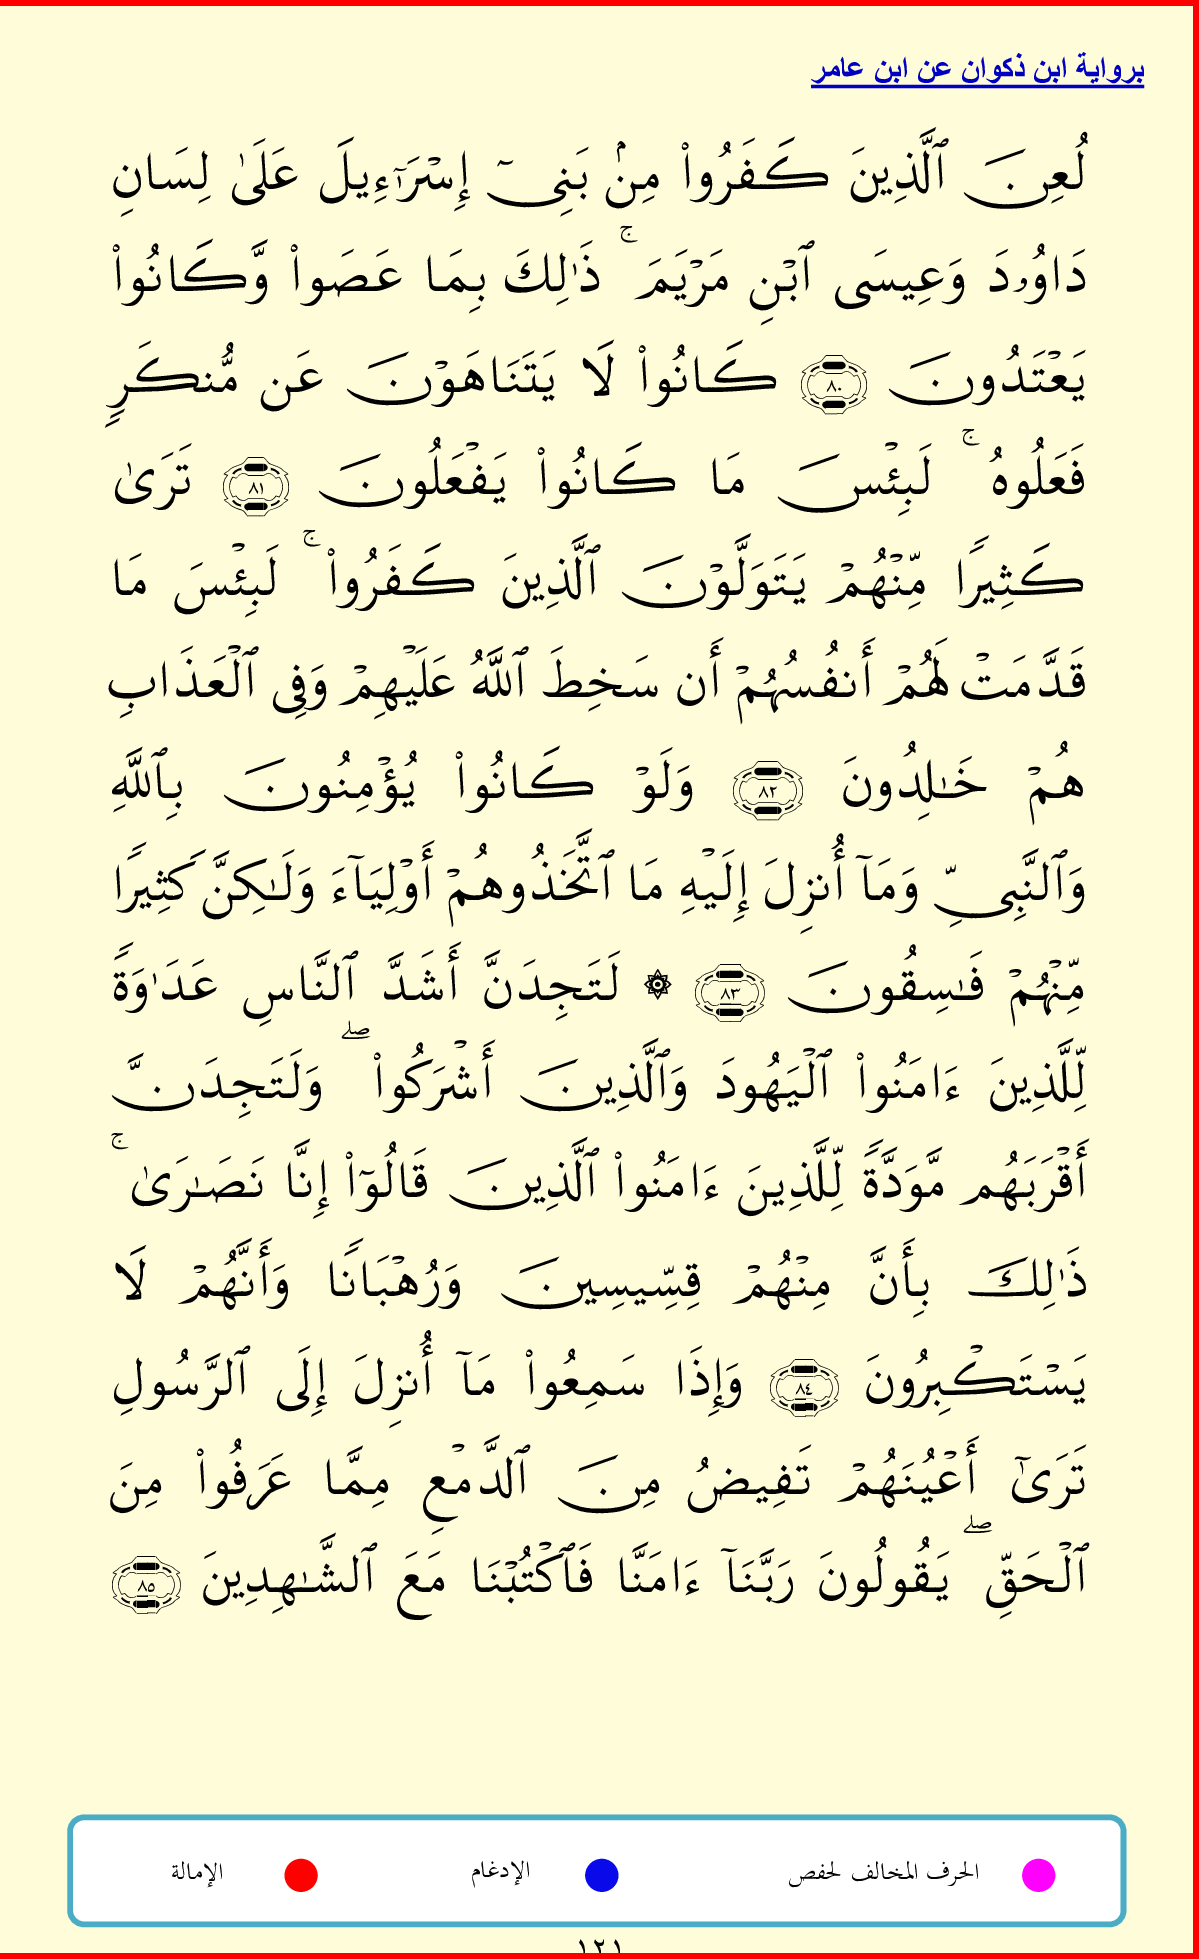 برواية ابن ذكوان عن ابن عامر
لُعِنَ ٱلَّذِينَ كَفَرُوا۟ مِنۢ بَنِىٓ إِسْرَٰٓءِيلَ عَلَىٰ لِسَانِ
دَاوُۥدَ وَعِيسَى ٱبْنِ مَرْيَمَ ۚ ذَٰلِكَ بِمَا عَصَوا۟ وَّكَانُوا۟
يَعْتَدُونَ ٨٠ كَانُوا۟ لَا يَتَنَاهَوْنَ عَن مُّنكَرٍ
فَعَلُوهُ ۚ لَبِئْسَ مَا كَانُوا۟ يَفْعَلُونَ ٨١ تَرَىٰ
كَثِيرًا مِّنْهُمْ يَتَوَلَّوْنَ ٱلَّذِينَ كَفَرُوا۟ ۚ لَبِئْسَ مَا
قَدَّمَتْ لَهُمْ أَنفُسُهُمْ أَن سَخِطَ ٱللَّهُ عَلَيْهِمْ وَفِى ٱلْعَذَابِ
هُمْ خَٰلِدُونَ ٨٢ وَلَوْ كَانُوا۟ يُؤْمِنُونَ بِٱللَّهِ
وَٱلنَّبِىِّ وَمَآ أُنزِلَ إِلَيْهِ مَا ٱتَّخَذُوهُمْ أَوْلِيَآءَ وَلَٰكِنَّ كَثِيرًا
مِّنْهُمْ فَٰسِقُونَ ٨٣ ۞ لَتَجِدَنَّ أَشَدَّ ٱلنَّاسِ عَدَٰوَةً
لِّلَّذِينَ ءَامَنُوا۟ ٱلْيَهُودَ وَٱلَّذِينَ أَشْرَكُوا۟ ۖ وَلَتَجِدَنَّ
أَقْرَبَهُم مَّوَدَّةً لِّلَّذِينَ ءَامَنُوا۟ ٱلَّذِينَ قَالُوٓا۟ إِنَّا نَصَٰرَىٰ ۚ
ذَٰلِكَ بِأَنَّ مِنْهُمْ قِسِّيسِينَ وَرُهْبَانًا وَأَنَّهُمْ لَا
يَسْتَكْبِرُونَ ٨٤ وَإِذَا سَمِعُوا۟ مَآ أُنزِلَ إِلَى ٱلرَّسُولِ
تَرَىٰٓ أَعْيُنَهُمْ تَفِيضُ مِنَ ٱلدَّمْعِ مِمَّا عَرَفُوا۟ مِنَ
ٱلْحَقِّ ۖ يَقُولُونَ رَبَّنَآ ءَامَنَّا فَٱكْتُبْنَا مَعَ ٱلشَّٰهِدِينَ ٨٥
الحرف المخالف لحفص الإدغام الإمالة
١٢١